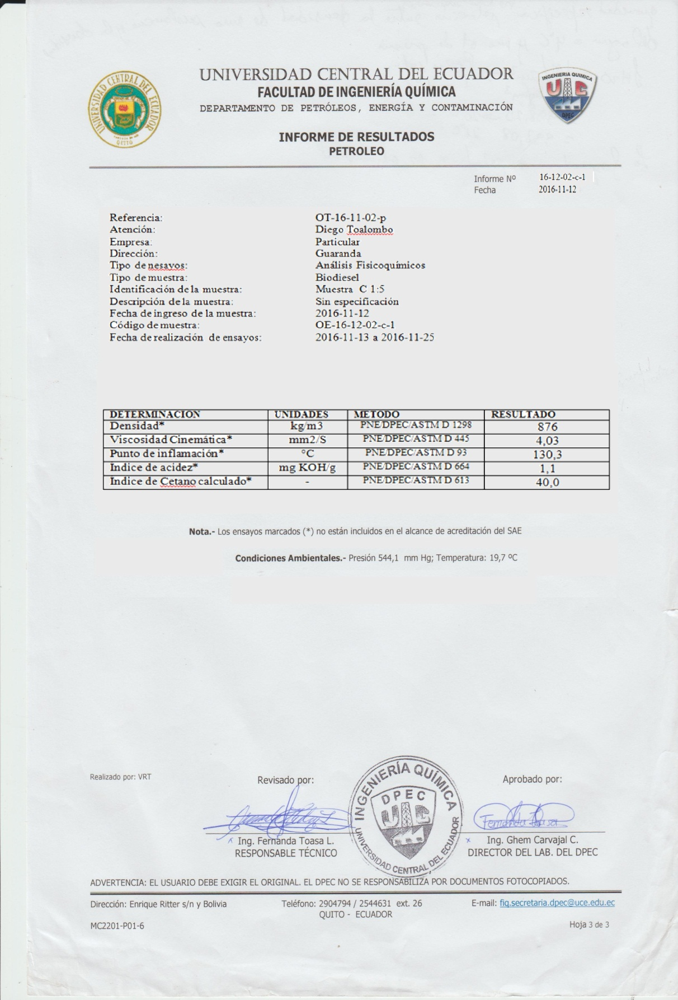 UNIVERSIDAD CENTRAL DEL ECUADOR
FACULTAD DE INGENIERÍA QUÍMICA
DEPARTAMENTO DE PETRÓLEOS, ENERGÍA Y CONTAMINACIÓN
UNIVERSIDAD CENTRAL DEL ECUADOR
QUITO
INGENIERIA QUIMICA
UIC
DPEC
INFORME DE RESULTADOS
PETROLEO
Informe Nº 16-12-02-c-1
Fecha 2016-11-12
Referencia: OT-16-11-02-p
Atención: Diego Toalombo
Empresa: Particular
Dirección: Guaranda
Tipo de nesayos: Análisis Fisicoquímicos
Tipo de muestra: Biodiesel
Identificación de la muestra: Muestra C 1:5
Descripción de la muestra: Sin especificación
Fecha de ingreso de la muestra: 2016-11-12
Código de muestra: OE-16-12-02-c-1
Fecha de realización de ensayos: 2016-11-13 a 2016-11-25
DETERMINACION UNIDADES METODO RESULTADO
Densidad* kg/m3 PNE/DPEC/ASTM D 1298 876
Viscosidad Cinemática* mm2/S PNE/DPEC/ASTM D 445 4,03
Punto de inflamación* °C PNE/DPEC/ASTM D 93 130,3
Índice de acidez* mg KOH/g PNE/DPEC/ASTM D 664 1,1
Indice de Cetano calculado* - PNE/DPEC/ASTM D 613 40,0
Nota.- Los ensayos marcados (*) no están incluidos en el alcance de acreditación del SAE
Condiciones Ambientales.- Presión 544,1 mm Hg; Temperatura: 19,7 ºC
Realizado por: VRT
Revisado por:
Aprobado por:
INGENIERÍA QUÍMICA
DPEC
UIC
UNIVERSIDAD CENTRAL DEL ECUADOR
Fernanda Toasa
Ing. Fernanda Toasa L.
RESPONSABLE TÉCNICO
Ing. Ghem Carvajal C.
DIRECTOR DEL LAB. DEL DPEC
ADVERTENCIA: EL USUARIO DEBE EXIGIR EL ORIGINAL. EL DPEC NO SE RESPONSABILIZA POR DOCUMENTOS FOTOCOPIADOS.
Dirección: Enrique Ritter s/n y Bolivia Teléfono: 2904794 / 2544631 ext. 26 E-mail: fiq.secretaria.dpec@uce.edu.ec
QUITO - ECUADOR
MC2201-P01-6 Hoja 3 de 3